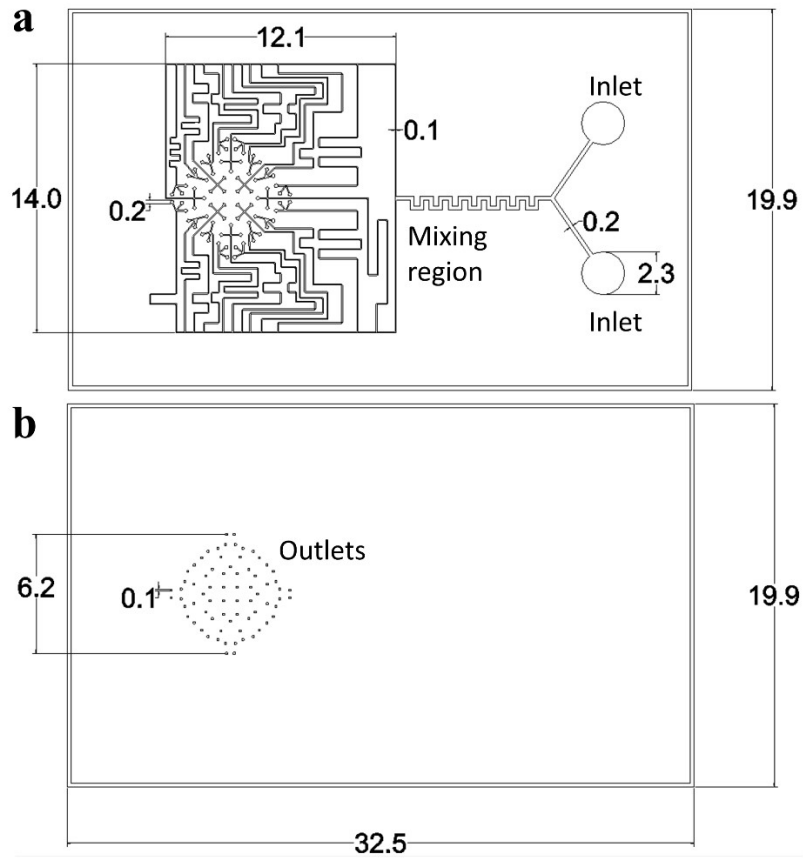 a
12.1
Inlet
0.1
14.0
0.2
19.9
Mixing
region
0.2
2.3
Inlet
b
Outlets
6.2
0.1
19.9
32.5